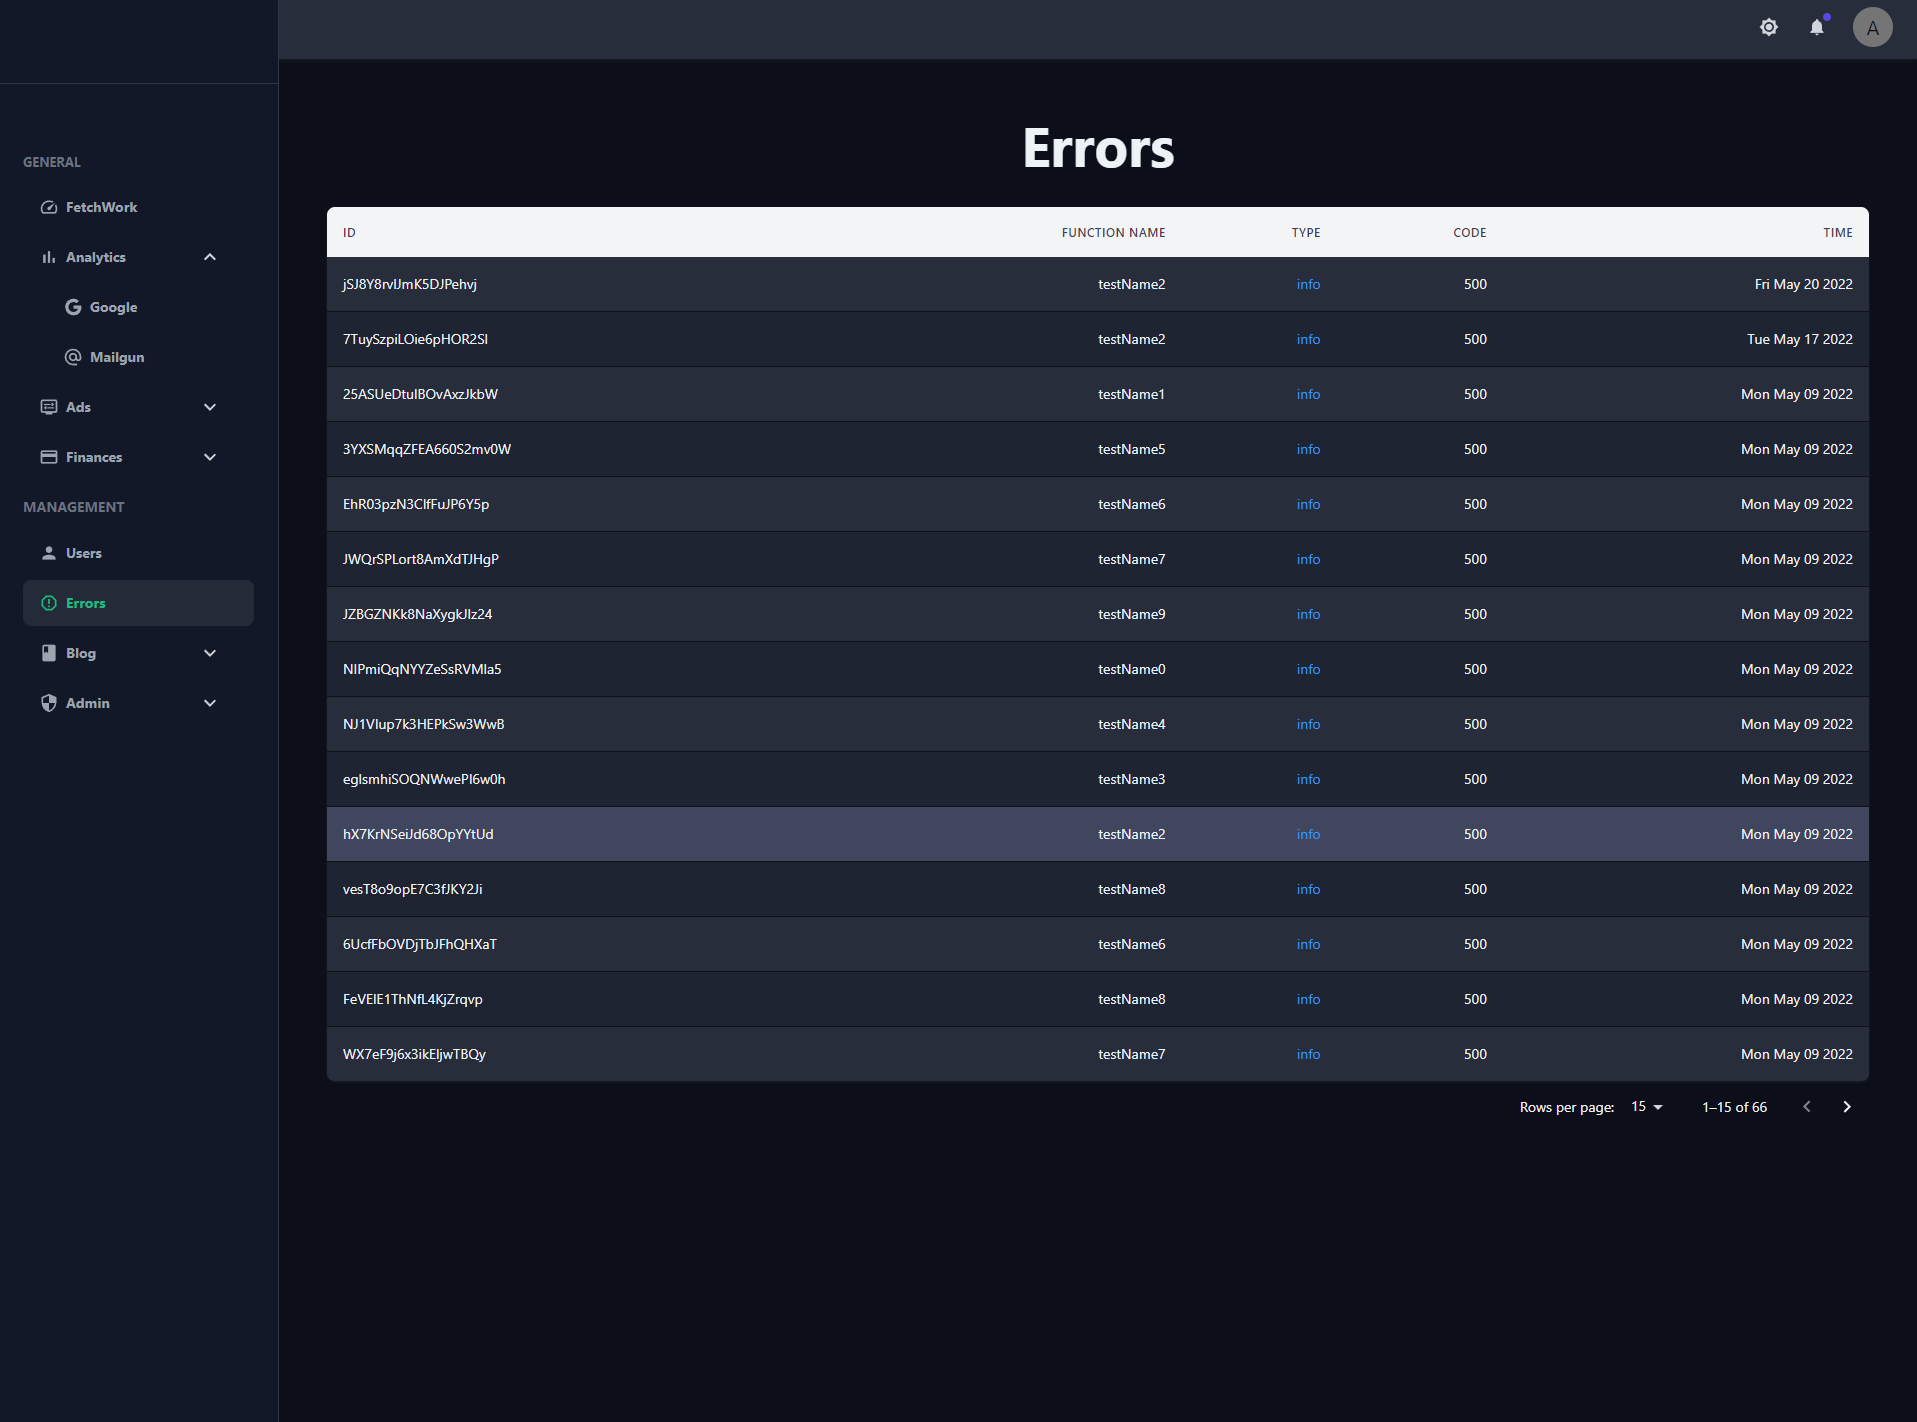 A
GENERAL
FetchWork
Analytics
Google
Mailgun
Ads
Finances
MANAGEMENT
Users
Errors
Blog
Admin
Errors
ID FUNCTION NAME TYPE CODE TIME
jSJ8Y8rvlJmK5DJPehvj testName2 info 500 Fri May 20 2022
7TuySzpiLOie6pHOR2Sl testName2 info 500 Tue May 17 2022
25ASUeDtulBOvAxzJkbW testName1 info 500 Mon May 09 2022
3YXSMqqZFEA660S2mv0W testName5 info 500 Mon May 09 2022
EhR03pzN3ClfFuJP6Y5p testName6 info 500 Mon May 09 2022
JWQrSPLort8AmXdTJHgP testName7 info 500 Mon May 09 2022
JZBGZNKk8NaXygkJlz24 testName9 info 500 Mon May 09 2022
NIPmiQqNYYZeSsRVMla5 testName0 info 500 Mon May 09 2022
NJ1Vlup7k3HEPkSw3WwB testName4 info 500 Mon May 09 2022
eglsmhiSOQNWwePl6w0h testName3 info 500 Mon May 09 2022
hX7KrNSeiJd68OpYYtUd testName2 info 500 Mon May 09 2022
vesT8o9opE7C3fJKY2Ji testName8 info 500 Mon May 09 2022
6UcfFbOVDjTbJFhQHXaT testName6 info 500 Mon May 09 2022
FeVElE1ThNfL4KjZrqvp testName8 info 500 Mon May 09 2022
WX7eF9j6x3ikEljwTBQy testName7 info 500 Mon May 09 2022
Rows per page: 15 1–15 of 66